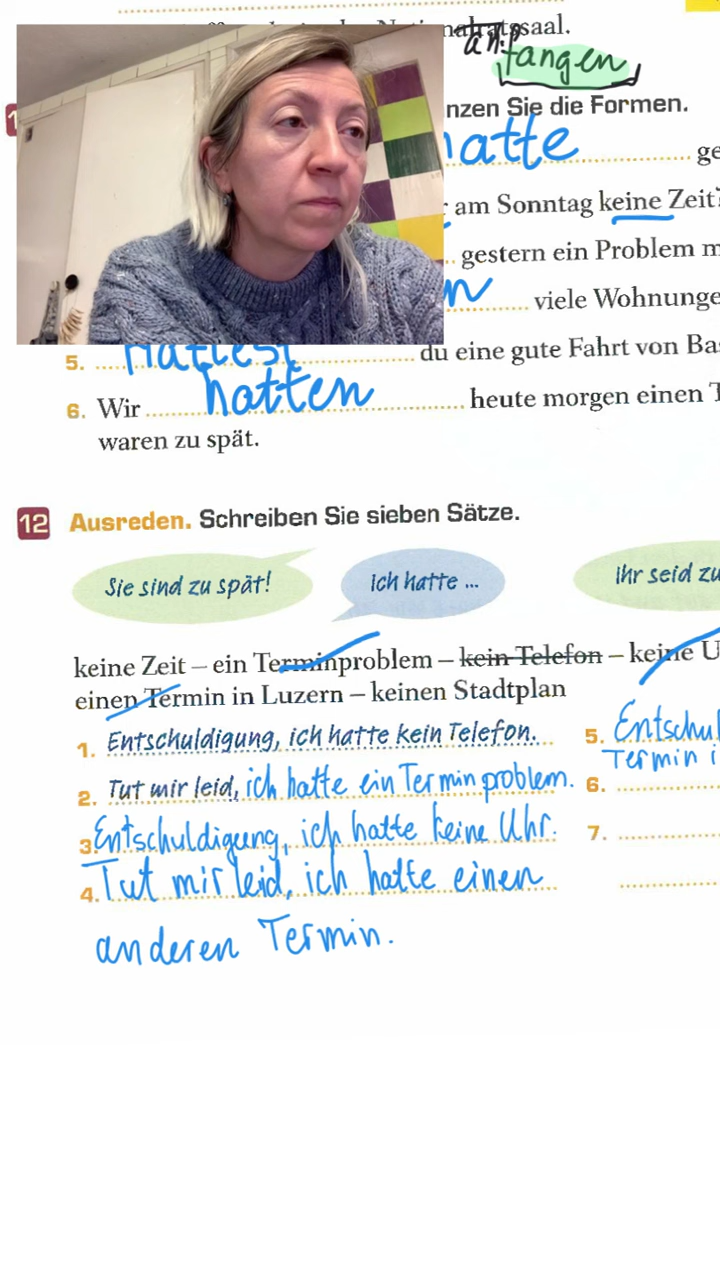 saal.
fangen
nzen Sie die Formen.
hatte ge
am Sonntag keine Zeit
gestern ein Problem m
viele Wohnunge
5. hattest du eine gute Fahrt von Ba
6. Wir hatten heute morgen einen T
waren zu spät.
12 Ausreden. Schreiben Sie sieben Sätze.
Sie sind zu spät! Ich hatte ... Ihr seid zu
keine Zeit – ein Terminproblem – kein Telefon – keine U
einen Termin in Luzern – keinen Stadtplan
1. Entschuldigung, ich hatte kein Telefon. 5. Entschul
Termin i
2. Tut mir leid, ich hatte ein Terminproblem. 6.
3. Entschuldigung, ich hatte keine Uhr. 7.
4. Tut mir leid, ich hatte einen
anderen Termin.